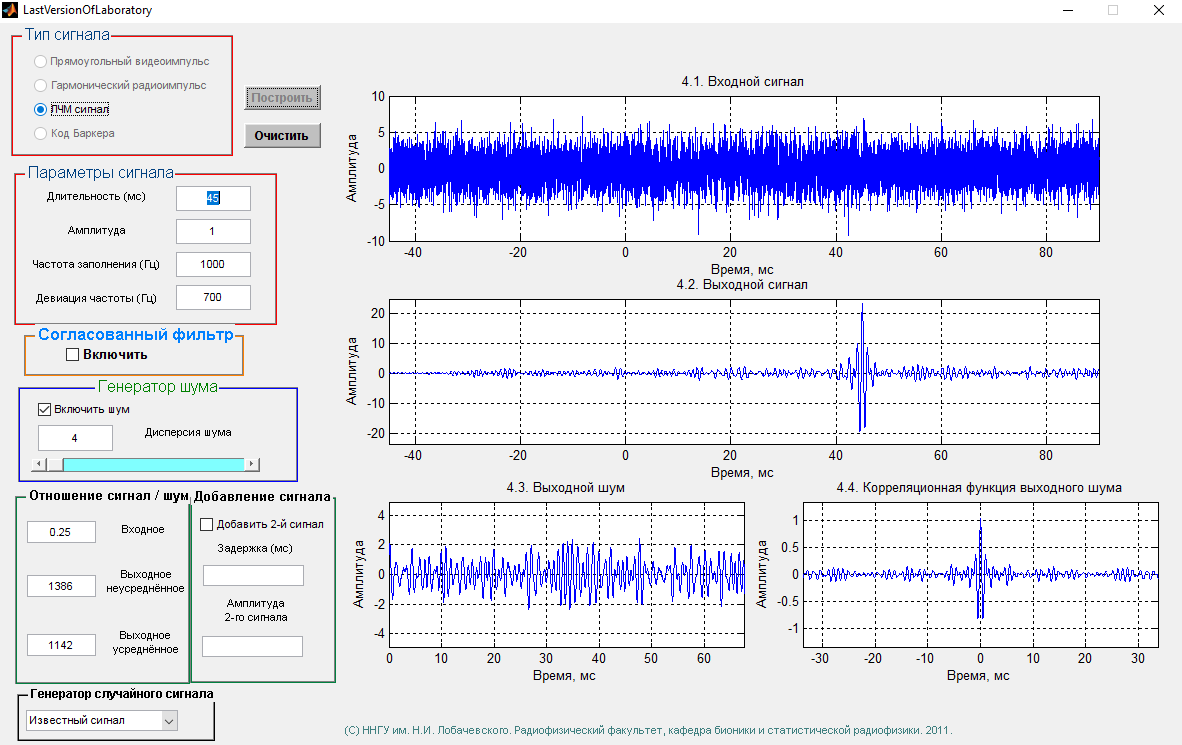 LastVersionOfLaboratory
Тип сигнала
Прямоугольный видеоимпульс
Гармонический радиоимпульс
ЛЧМ сигнал
Код Баркера
Построить
Очистить
Параметры сигнала
Длительность (мс)
45
Амплитуда
1
Частота заполнения (Гц)
1000
Девиация частоты (Гц)
700
Согласованный фильтр
Включить
Генератор шума
Включить шум
4
Дисперсия шума
Отношение сигнал / шум
0.25
Входное
1386
Выходное
неусреднённое
1142
Выходное
усреднённое
Добавление сигнала
Добавить 2-й сигнал
Задержка (мс)
Амплитуда
2-го сигнала
Генератор случайного сигнала
Известный сигнал
4.1. Входной сигнал
Амплитуда
10
5
0
-5
-10
-40 -20 0 20 40 60 80
Время, мс
4.2. Выходной сигнал
Амплитуда
20
10
0
-10
-20
-40 -20 0 20 40 60 80
Время, мс
4.3. Выходной шум
Амплитуда
4
2
0
-2
-4
0 10 20 30 40 50 60
Время, мс
4.4. Корреляционная функция выходного шума
Амплитуда
1
0.5
0
-0.5
-1
-30 -20 -10 0 10 20 30
Время, мс
(C) ННГУ им. Н.И. Лобачевского. Радиофизический факультет, кафедра бионики и статистической радиофизики. 2011.